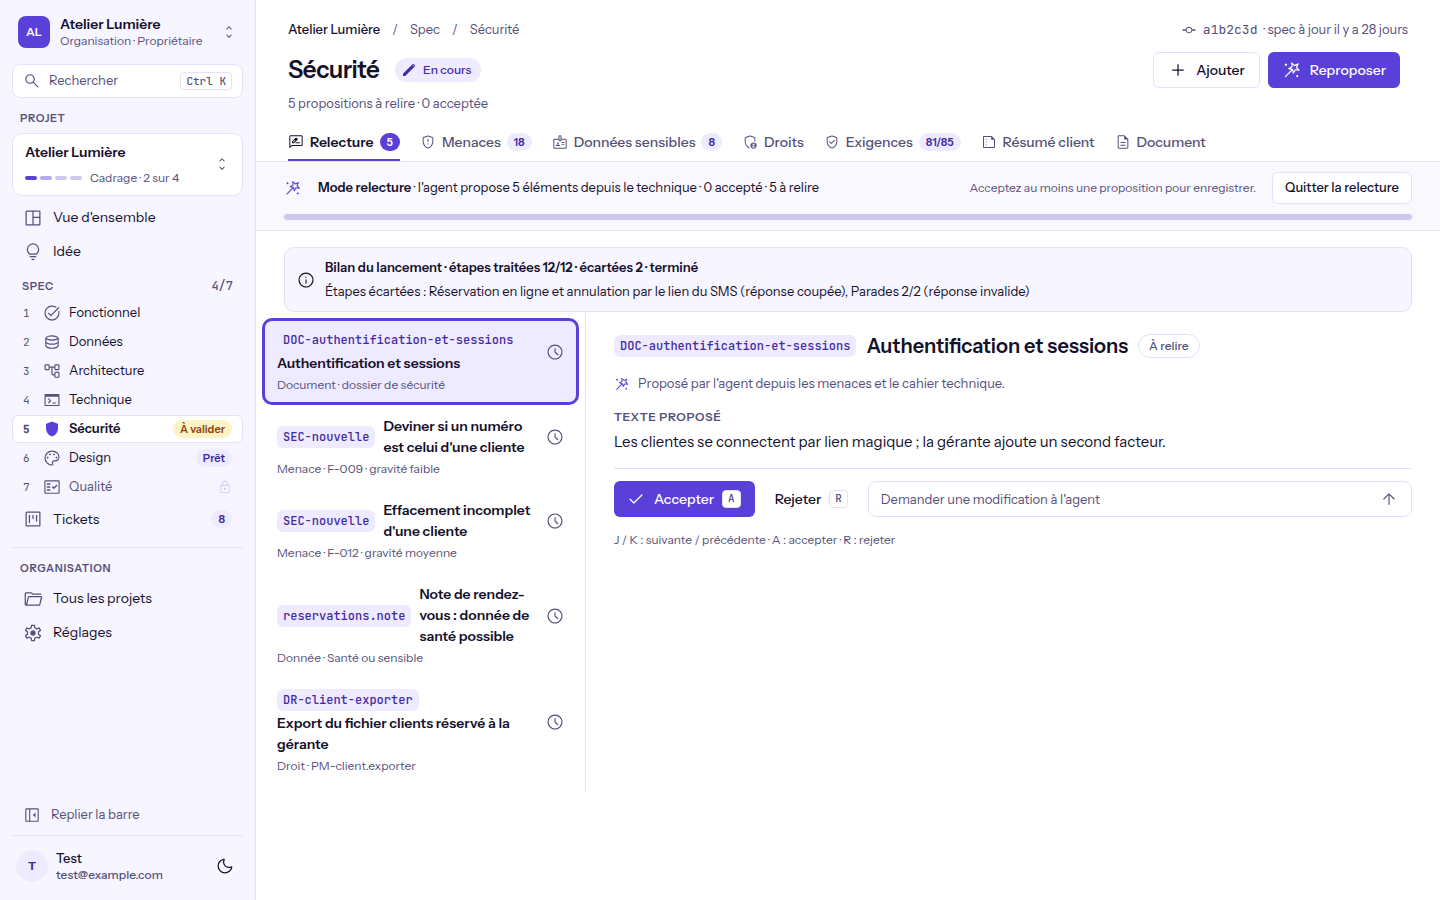 AL
Atelier Lumière
Organisation · Propriétaire
Rechercher
Ctrl K
PROJET
Atelier Lumière
Cadrage · 2 sur 4
Vue d'ensemble
Idée
SPEC
4/7
1 Fonctionnel
2 Données
3 Architecture
4 Technique
5 Sécurité À valider
6 Design Prêt
7 Qualité
Tickets 8
ORGANISATION
Tous les projets
Réglages
Replier la barre
T
Test
test@example.com
Atelier Lumière / Spec / Sécurité
a1b2c3d · spec à jour il y a 28 jours
Sécurité
En cours
Ajouter
Reproposer
5 propositions à relire · 0 acceptée
Relecture 5
Menaces 18
Données sensibles 8
Droits
Exigences 81/85
Résumé client
Document
Mode relecture · l'agent propose 5 éléments depuis le technique · 0 accepté · 5 à relire
Acceptez au moins une proposition pour enregistrer.
Quitter la relecture
Bilan du lancement · étapes traitées 12/12 · écartées 2 · terminé
Étapes écartées : Réservation en ligne et annulation par le lien du SMS (réponse coupée), Parades 2/2 (réponse invalide)
DOC-authentification-et-sessions
Authentification et sessions
Document · dossier de sécurité
SEC-nouvelle
Deviner si un numéro
est celui d'une cliente
Menace · F-009 · gravité faible
SEC-nouvelle
Effacement incomplet
d'une cliente
Menace · F-012 · gravité moyenne
reservations.note
Note de rendez-
vous : donnée de
santé possible
Donnée · Santé ou sensible
DR-client-exporter
Export du fichier clients réservé à la
gérante
Droit · PM-client.exporter
DOC-authentification-et-sessions
Authentification et sessions
À relire
Proposé par l'agent depuis les menaces et le cahier technique.
TEXTE PROPOSÉ
Les clientes se connectent par lien magique ; la gérante ajoute un second facteur.
Accepter A
Rejeter R
Demander une modification à l'agent
J / K : suivante / précédente · A : accepter · R : rejeter